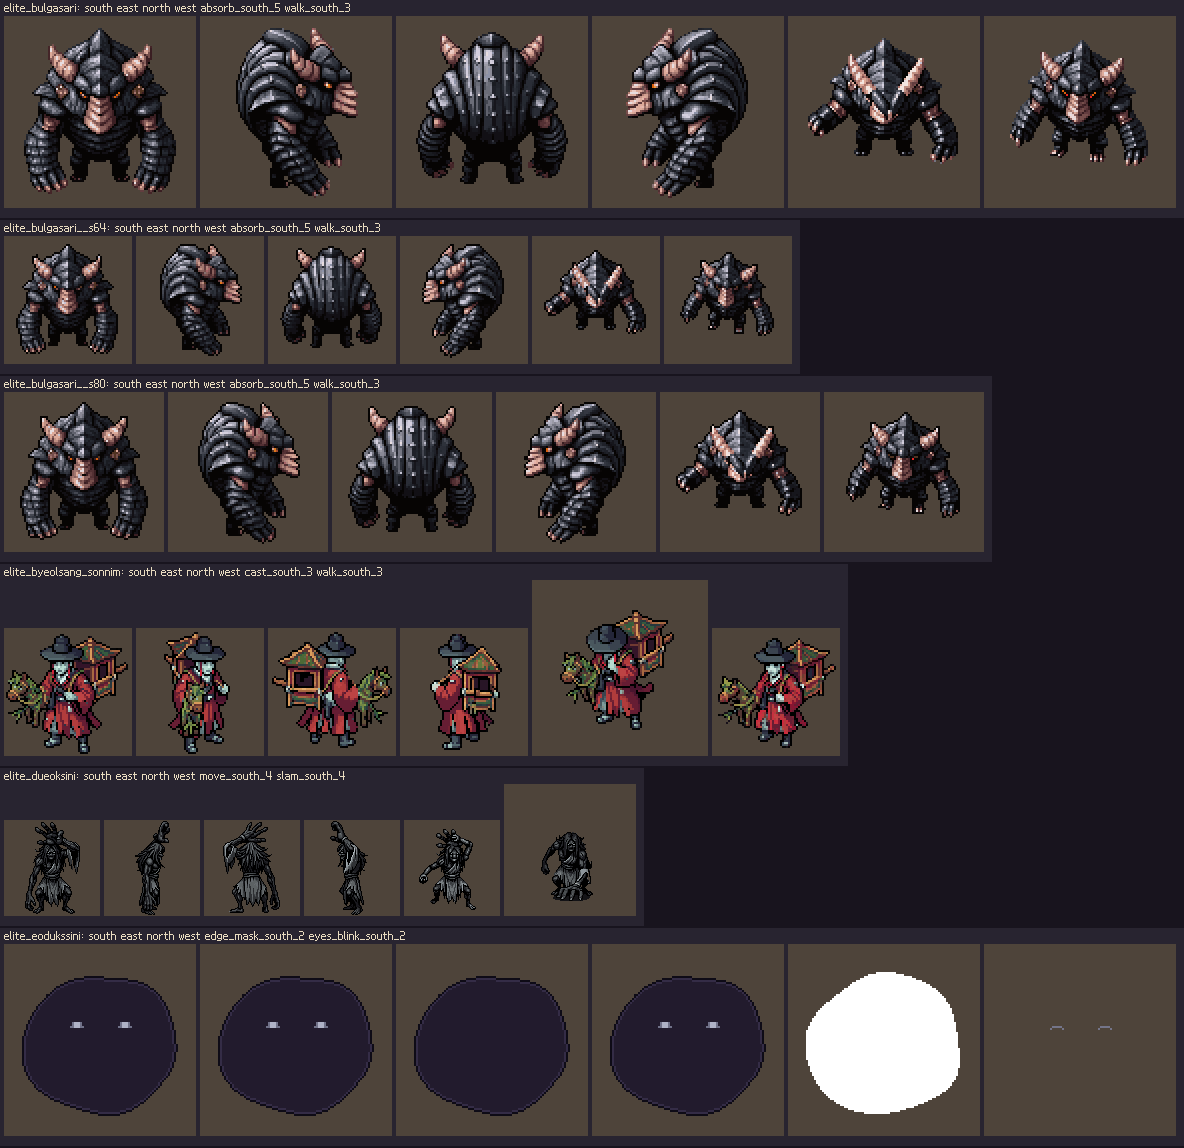 elite_bulgasari: south east north west absorb_south_5 walk_south_3
elite_bulgasari__s64: south east north west absorb_south_5 walk_south_3
elite_bulgasari__s80: south east north west absorb_south_5 walk_south_3
elite_byeolsang_sonnim: south east north west cast_south_3 walk_south_3
elite_dueoksini: south east north west move_south_4 slam_south_4
elite_eodukssini: south east north west edge_mask_south_2 eyes_blink_south_2